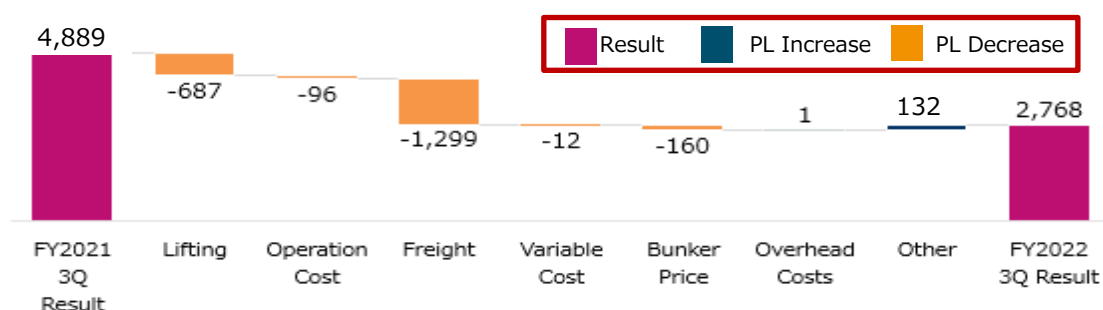 4,889
Result
PL Increase
PL Decrease
-687
-96
-1,299
-12
-160
1
132
2,768
FY2021
3Q
Result
Lifting
Operation
Cost
Freight
Variable
Cost
Bunker
Price
Overhead
Costs
Other
FY2022
3Q Result